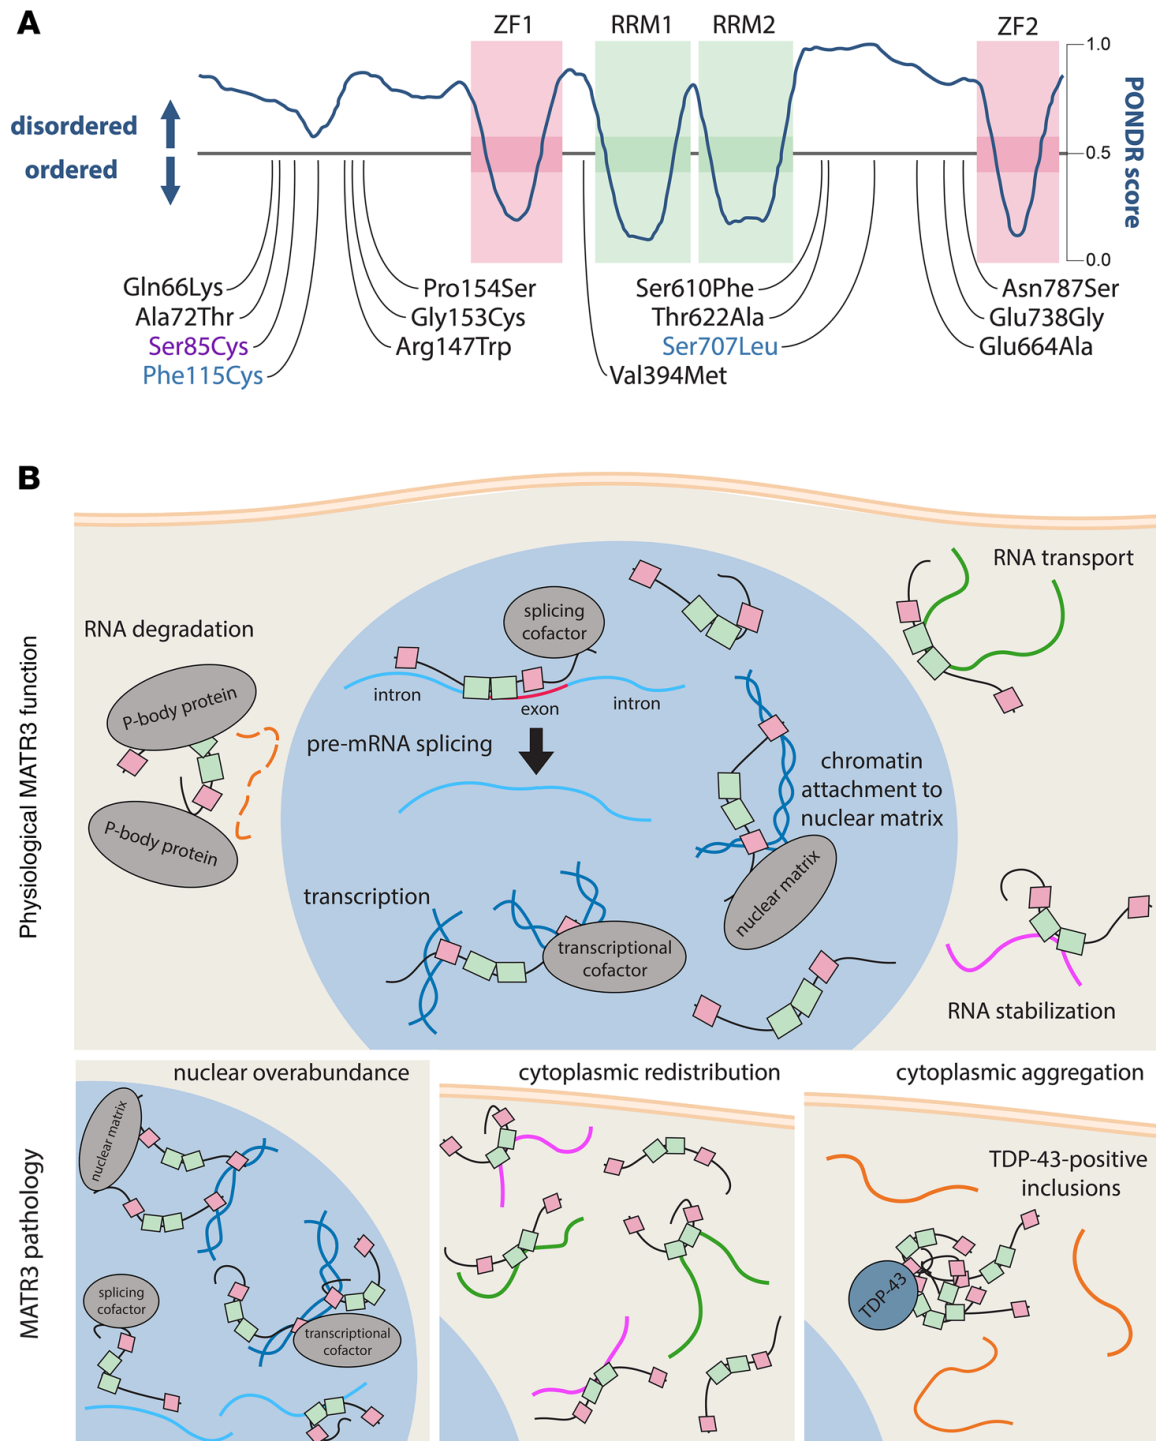 A
ZF1
RRM1
RRM2
ZF2
1.0
disordered
ordered
0.5
PONDR score
0.0
Gln66Lys
Ala72Thr
Ser85Cys
Phe115Cys
Pro154Ser
Gly153Cys
Arg147Trp
Val394Met
Ser610Phe
Thr622Ala
Ser707Leu
Asn787Ser
Glu738Gly
Glu664Ala
B
Physiological MATR3 function
RNA degradation
P-body protein
P-body protein
splicing
cofactor
intron
exon
intron
pre-mRNA splicing
transcription
transcriptional
cofactor
chromatin
attachment to
nuclear matrix
nuclear matrix
RNA transport
RNA stabilization
MATR3 pathology
nuclear overabundance
nuclear matrix
splicing
cofactor
transcriptional
cofactor
cytoplasmic redistribution
cytoplasmic aggregation
TDP-43-positive
inclusions
TDP-43